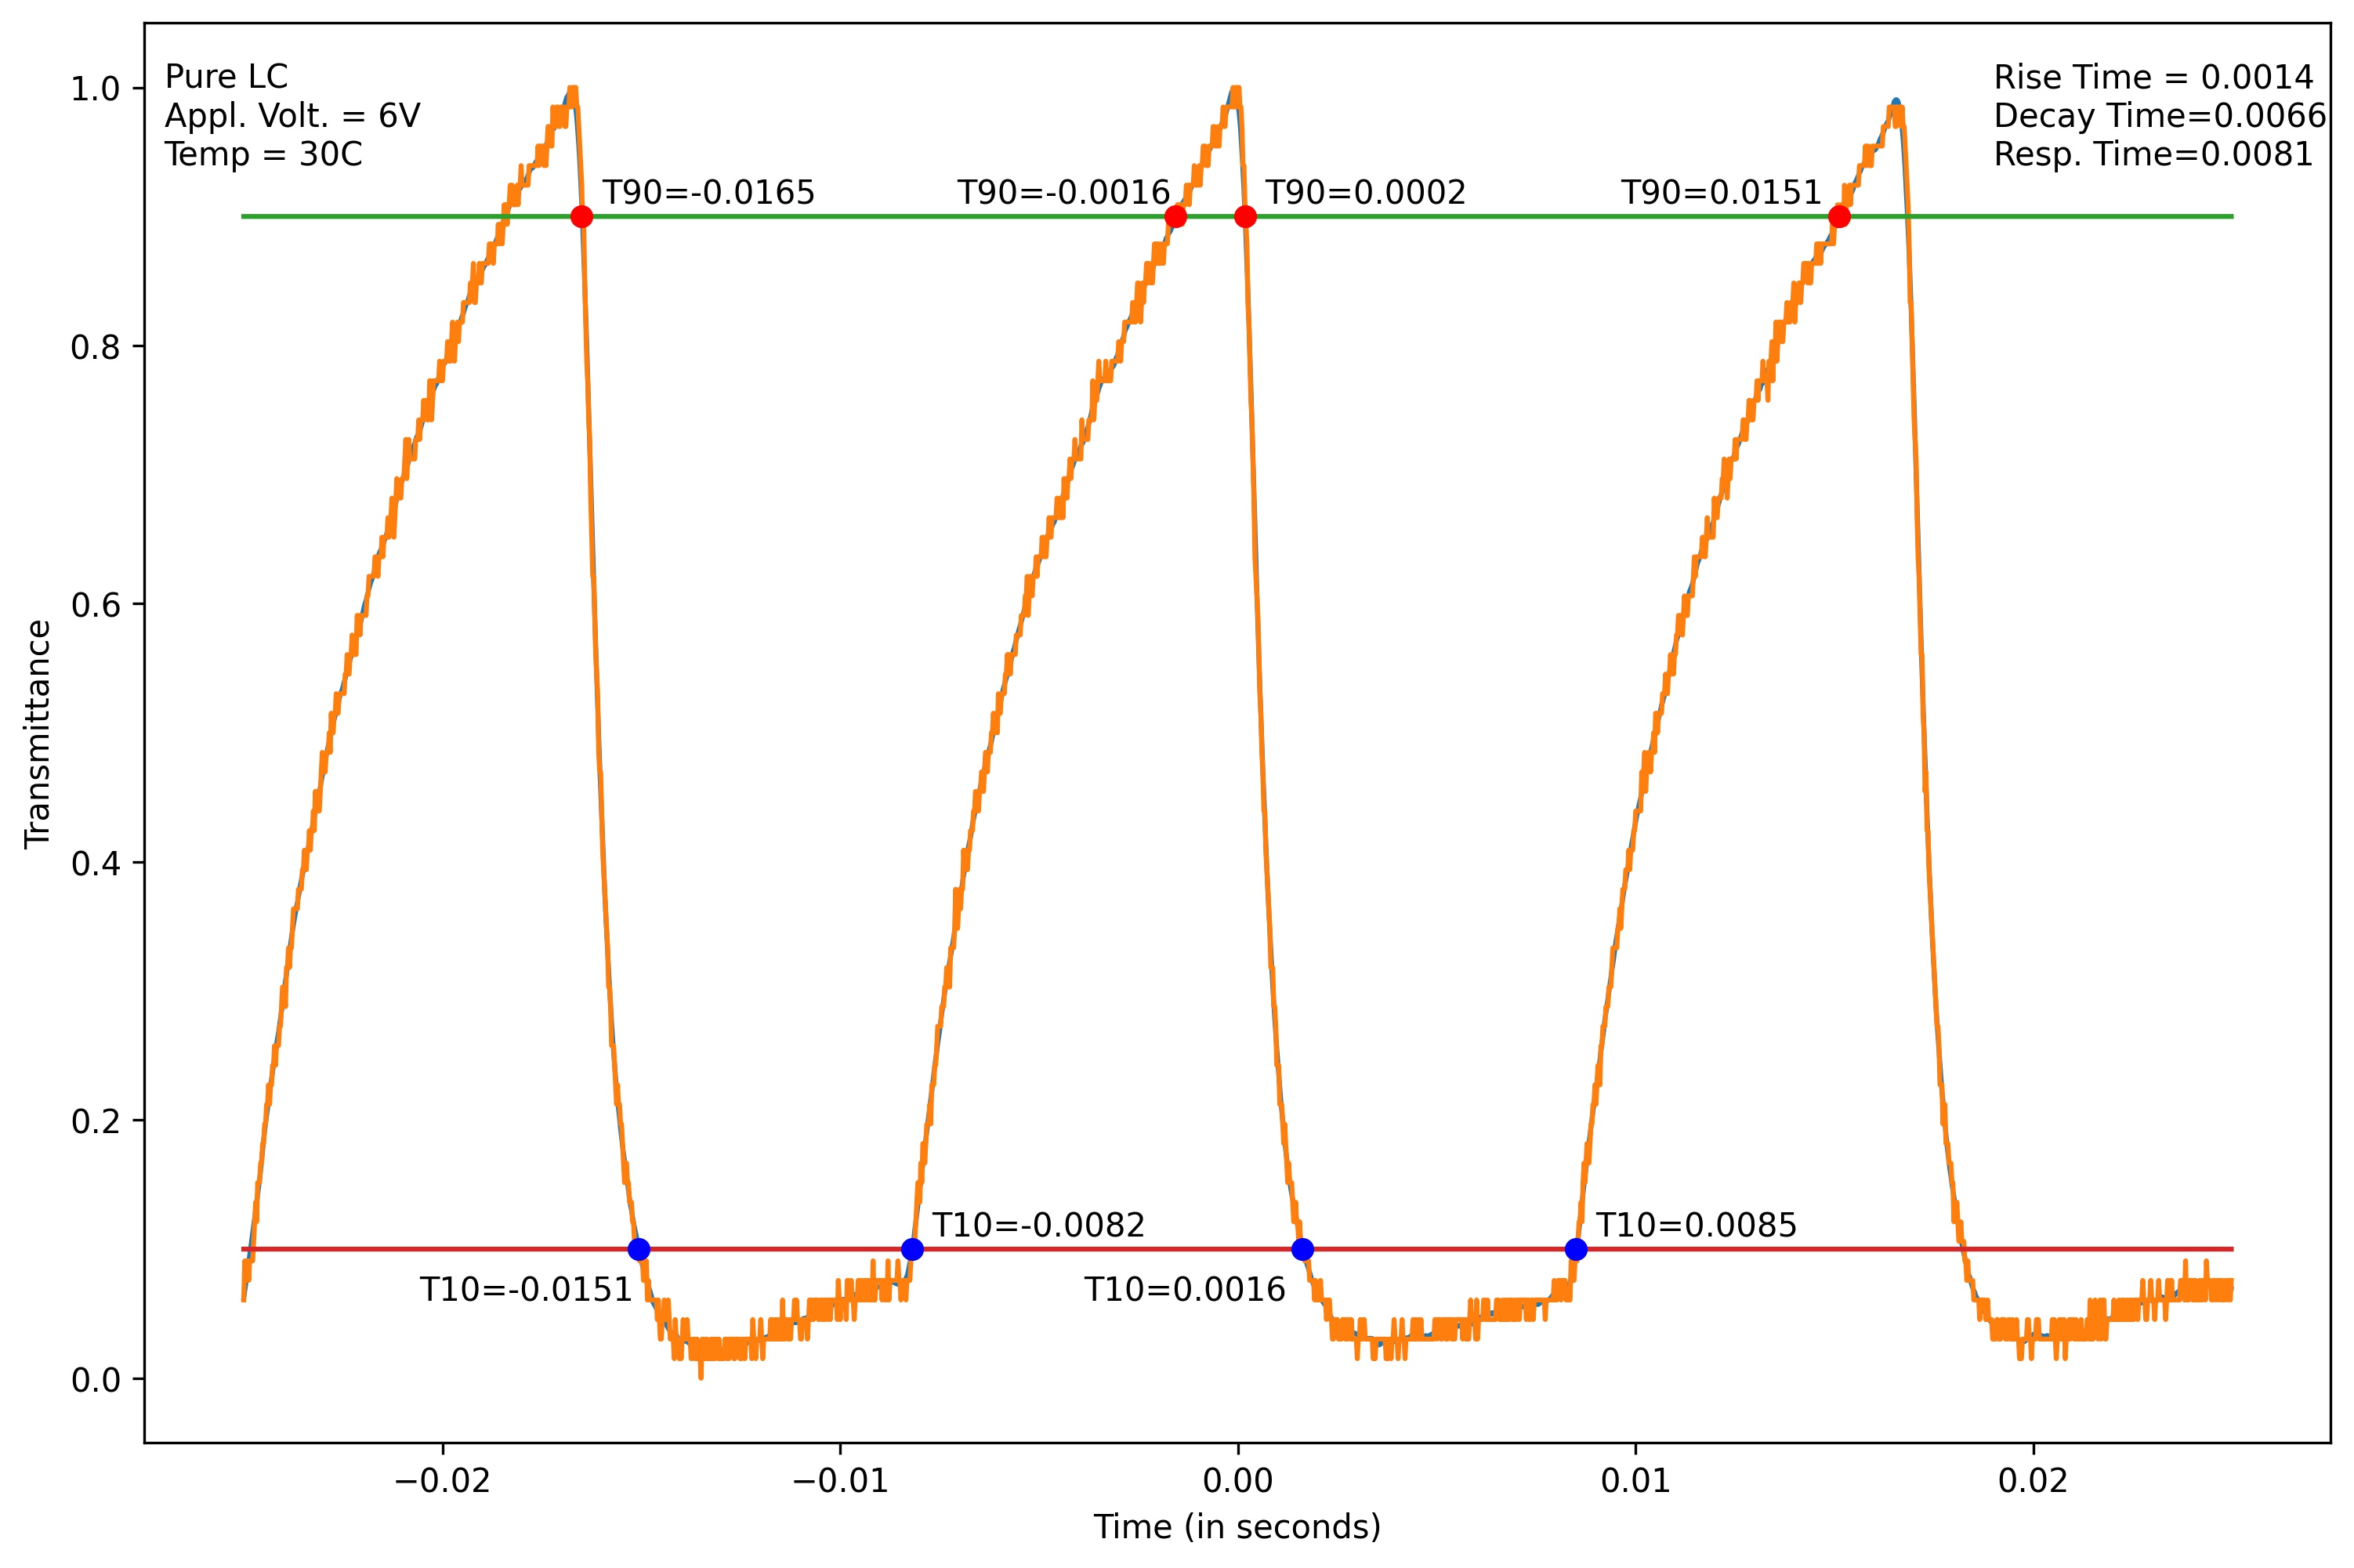 Pure LC
Appl. Volt. = 6V
Temp = 30C
Rise Time = 0.0014
Decay Time=0.0066
Resp. Time=0.0081
T90=-0.0165
T90=-0.0016
T90=0.0002
T90=0.0151
T10=-0.0151
T10=-0.0082
T10=0.0016
T10=0.0085
1.0
0.8
0.6
0.4
0.2
0.0
Transmittance
−0.02
−0.01
0.00
0.01
0.02
Time (in seconds)